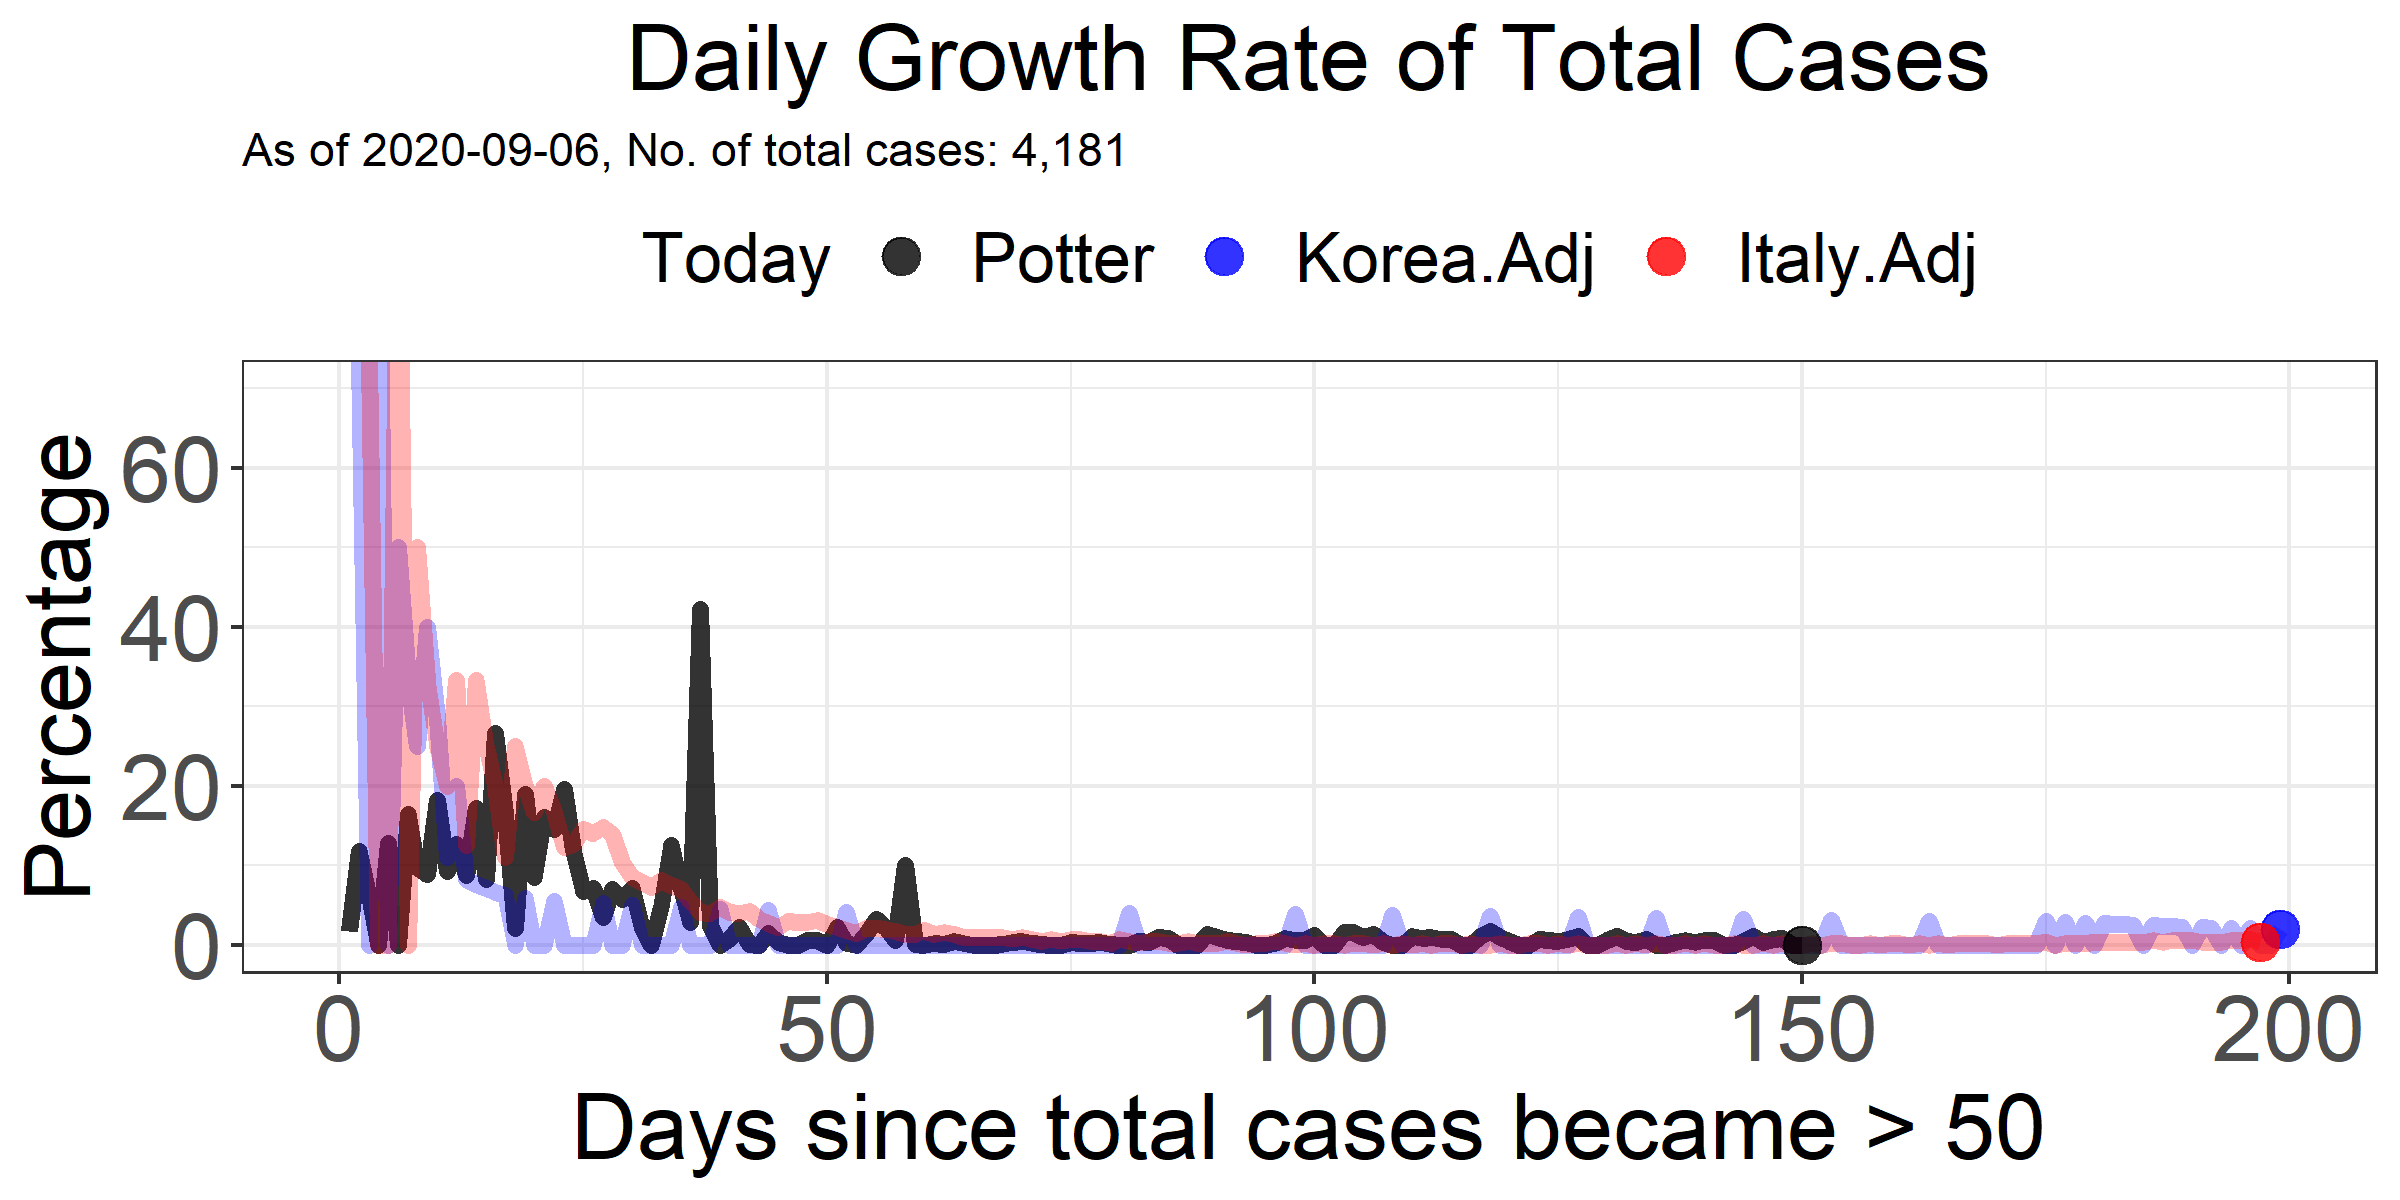 Daily Growth Rate of Total Cases
As of 2020-09-06, No. of total cases: 4,181
Today Potter Korea.Adj Italy.Adj
Percentage
60
40
20
0
0 50 100 150 200
Days since total cases became > 50